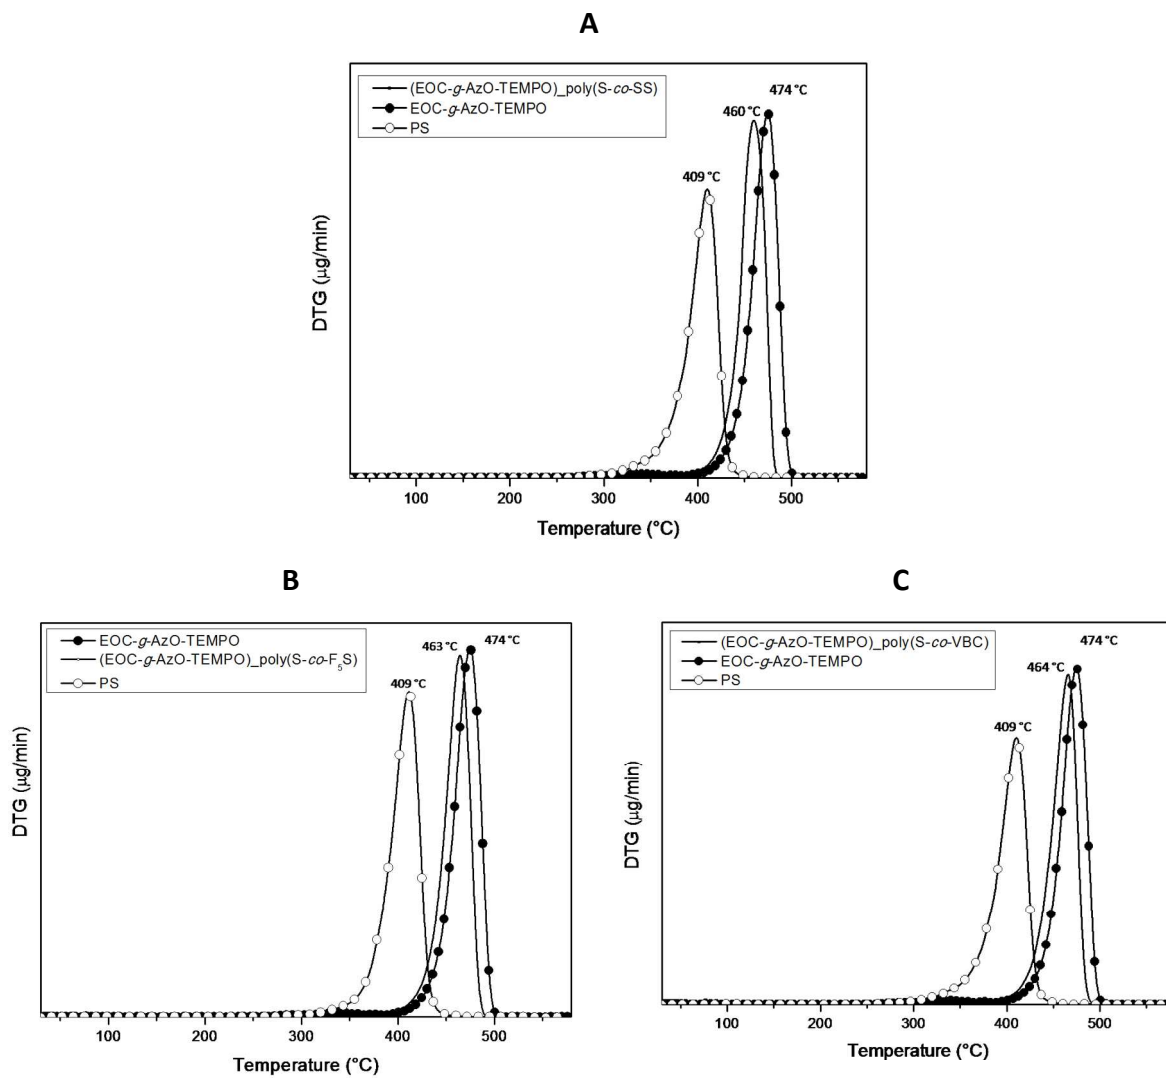 A
(EOC-g-AzO-TEMPO)_poly(S-co-SS)
EOC-g-AzO-TEMPO
PS
474 °C
460 °C
409 °C
DTG (µg/min)
100 200 300 400 500
Temperature (°C)
B
EOC-g-AzO-TEMPO
(EOC-g-AzO-TEMPO)_poly(S-co-F₅S)
PS
463 °C 474 °C
409 °C
DTG (µg/min)
100 200 300 400 500
Temperature (°C)
C
(EOC-g-AzO-TEMPO)_poly(S-co-VBC)
EOC-g-AzO-TEMPO
PS
474 °C
464 °C
409 °C
DTG (µg/min)
100 200 300 400 500
Temperature (°C)